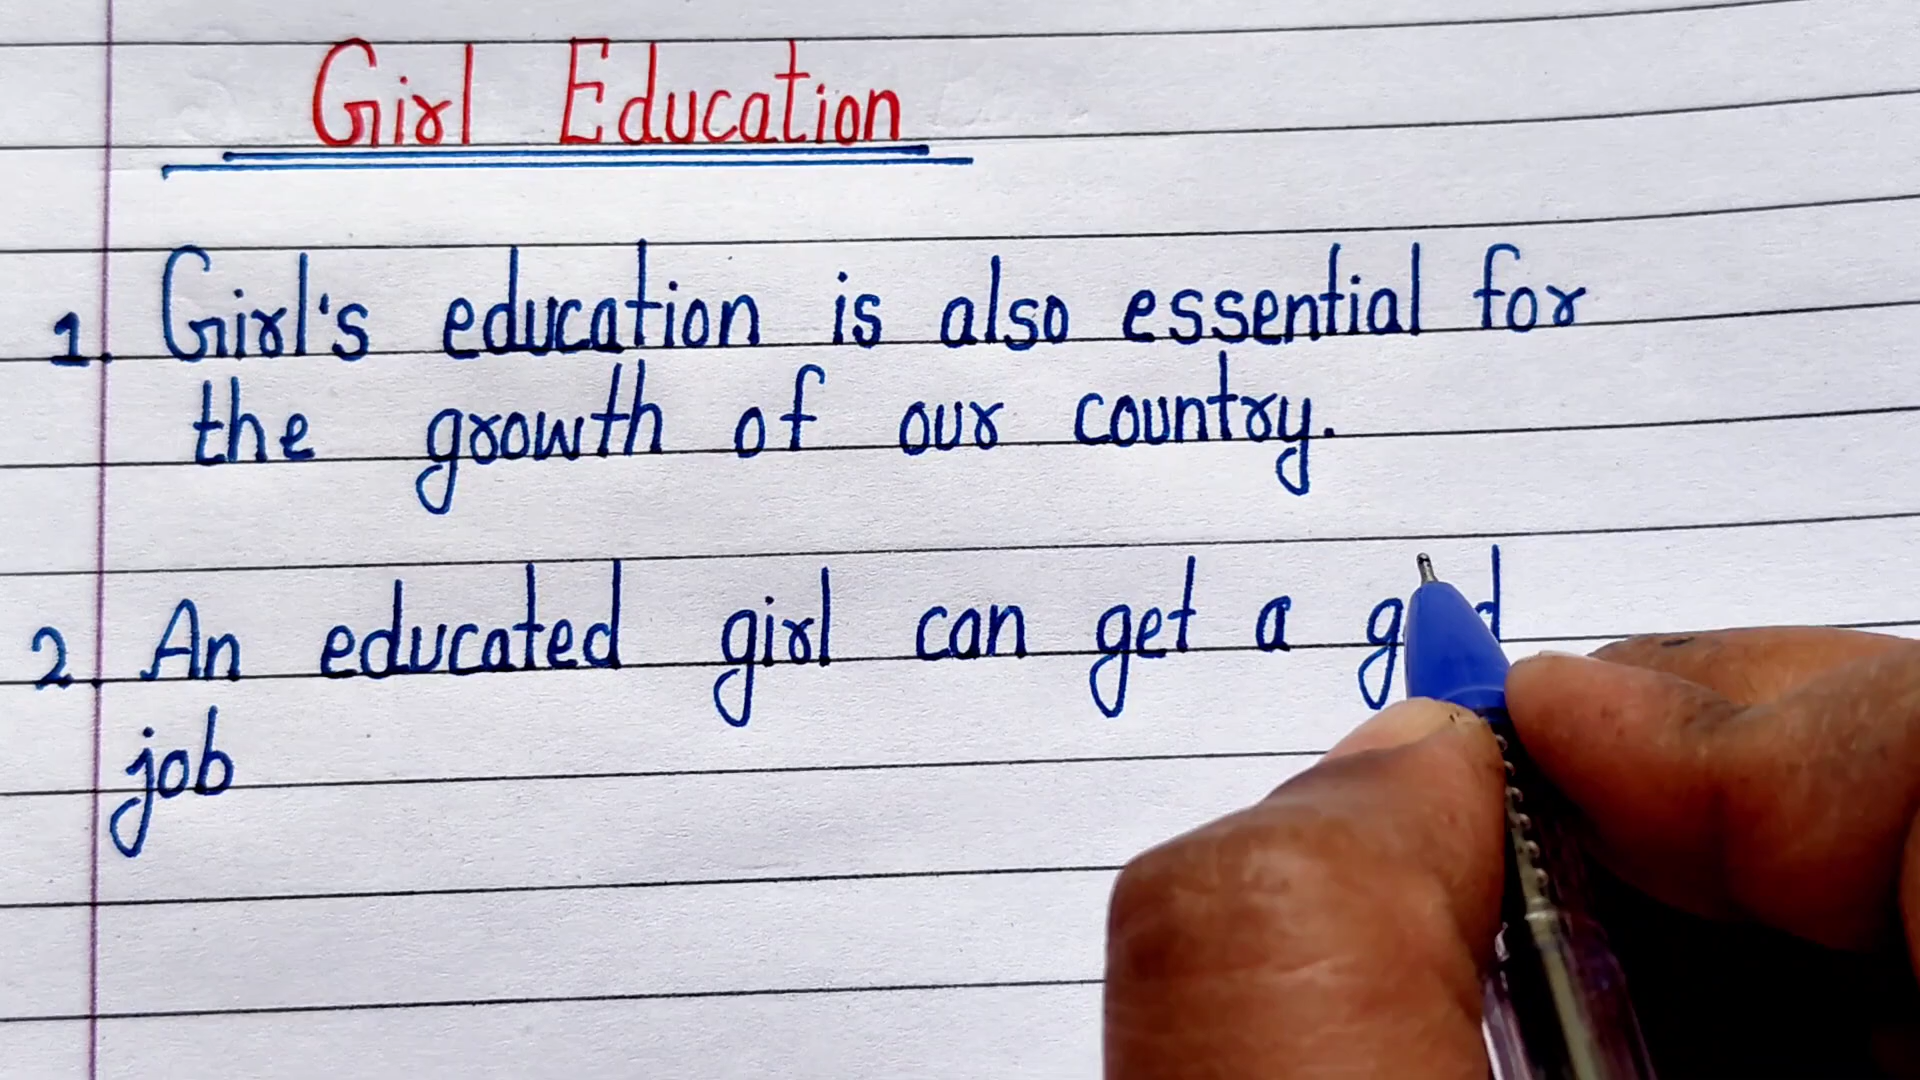 Girl Education
1. Girl's education is also essential for
the growth of our country.
2. An educated girl can get a
job